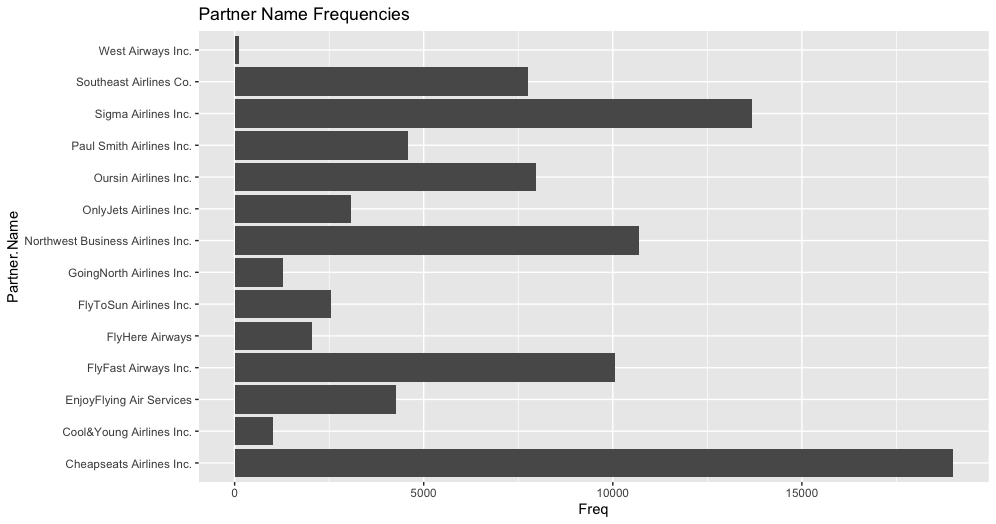 Partner Name Frequencies
West Airways Inc.
Southeast Airlines Co.
Sigma Airlines Inc.
Paul Smith Airlines Inc.
Oursin Airlines Inc.
OnlyJets Airlines Inc.
Northwest Business Airlines Inc.
GoingNorth Airlines Inc.
FlyToSun Airlines Inc.
FlyHere Airways
FlyFast Airways Inc.
EnjoyFlying Air Services
Cool&Young Airlines Inc.
Cheapseats Airlines Inc.
Partner.Name
0 5000 10000 15000
Freq